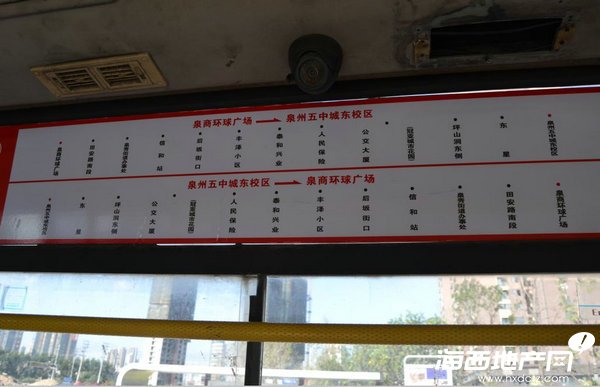 泉商环球广场 → 泉州五中城东校区
泉商环球广场
田安路南段
泉秀街道办事处
信和站
后坂街口
丰泽小区
泰和兴业
人民保险
公交大厦
(冠亚城市花园)
坪山洞东侧
东星
泉州五中城东校区
泉州五中城东校区 → 泉商环球广场
泉州五中城东校区
东星
坪山洞东侧
公交大厦
(冠亚城市花园)
人民保险
泰和兴业
丰泽小区
后坂街口
信和站
泉秀街道办事处
田安路南段
泉商环球广场
海西地产网
www.hxdctz.com